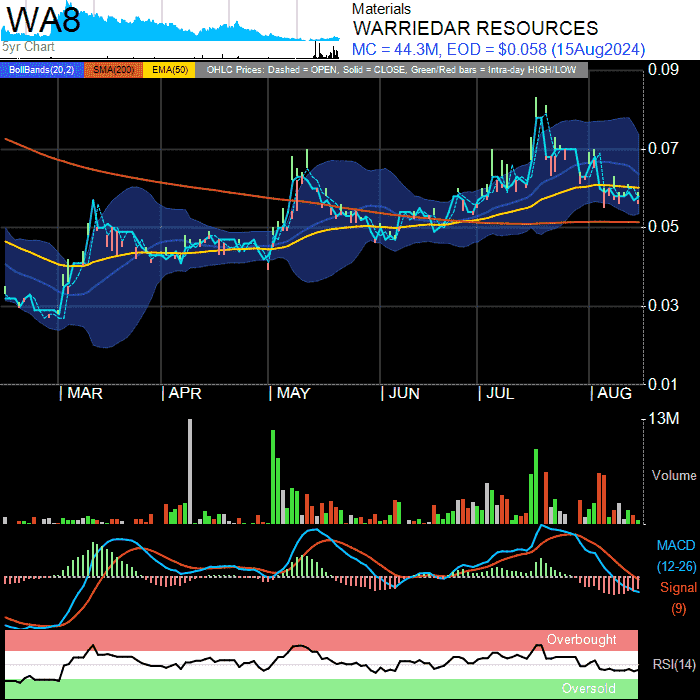 WA8
5yr Chart
Materials
WARRIEDAR RESOURCES
MC = 44.3M, EOD = $0.058 (15Aug2024)
BollBands(20,2) SMA(200) EMA(50) OHLC Prices: Dashed = OPEN, Solid = CLOSE, Green/Red bars = Intra-day HIGH/LOW
0.09
0.07
0.05
0.03
0.01
MAR APR MAY JUN JUL AUG
13M
Volume
MACD
(12-26)
Signal
(9)
Overbought
RSI(14)
Oversold